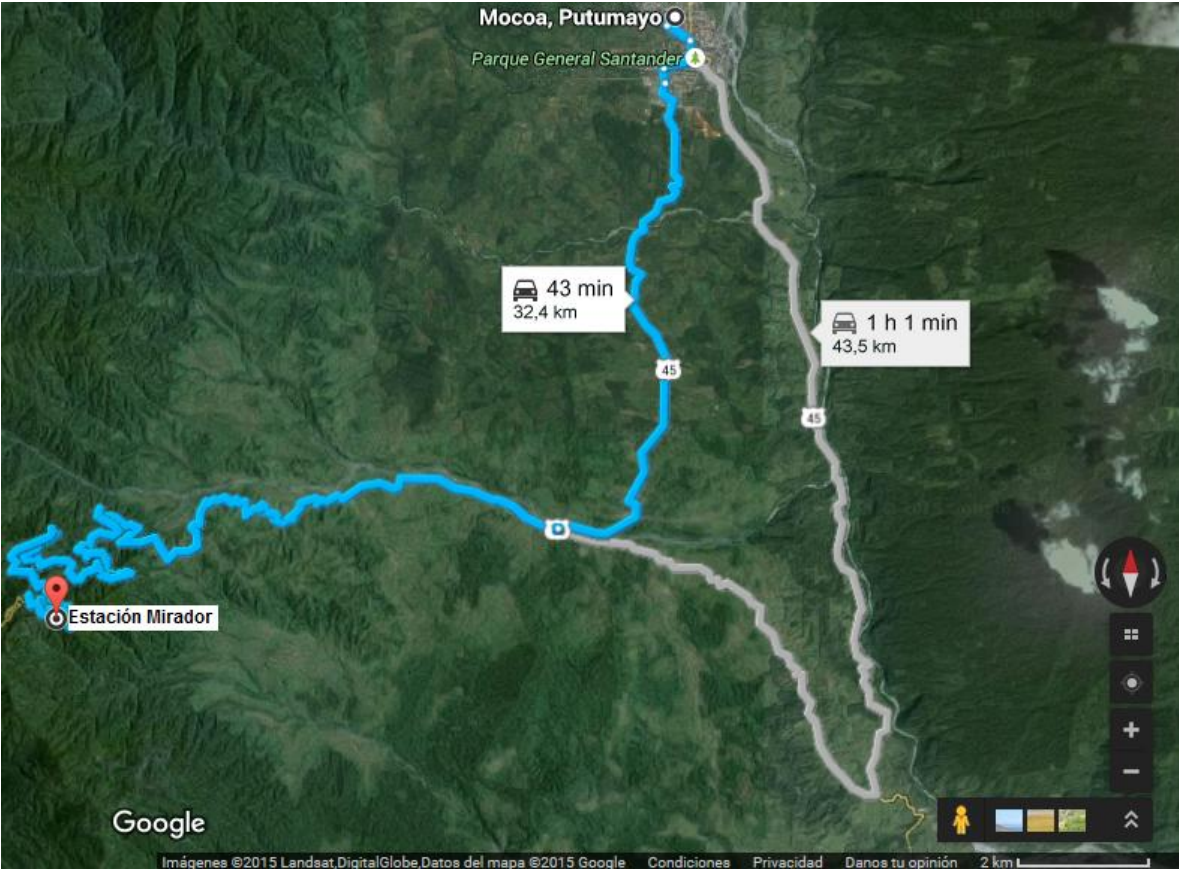 Mocoa, Putumayo
Parque General Santander
43 min
32,4 km
1 h 1 min
43,5 km
45
45
Estación Mirador
Google
Imágenes ©2015 Landsat,DigitalGlobe,Datos del mapa ©2015 Google Condiciones Privacidad Danos tu opinión 2 km